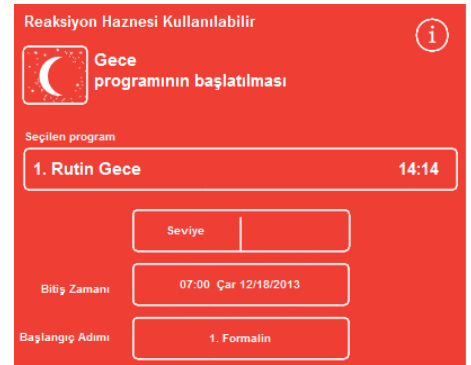 Reaksiyon Haznesi Kullanılabilir
i
Gece
programının başlatılması
Seçilen program
1. Rutin Gece 14:14
Seviye
Bitiş Zamanı 07:00 Çar 12/18/2013
Başlangıç Adımı 1. Formalin